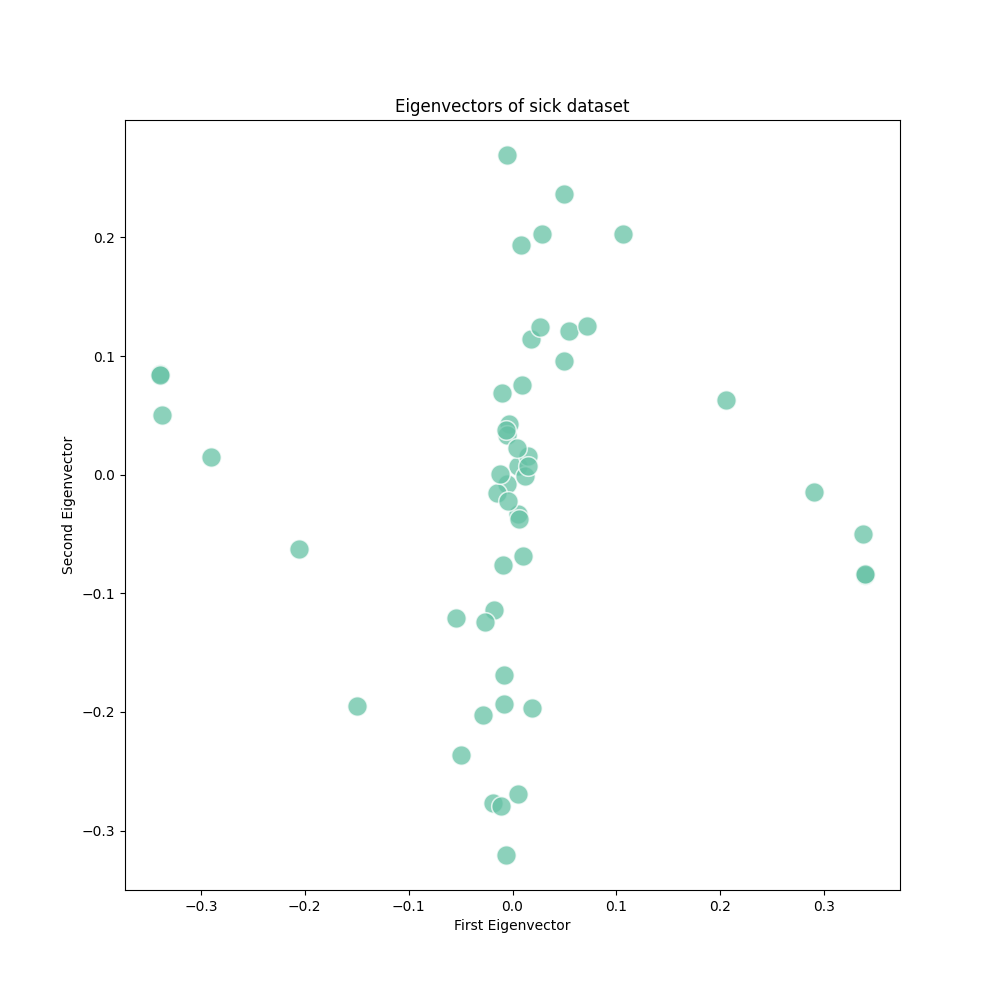 Eigenvectors of sick dataset
0.2
0.1
0.0
−0.1
−0.2
−0.3
Second Eigenvector
−0.3 −0.2 −0.1 0.0 0.1 0.2 0.3
First Eigenvector